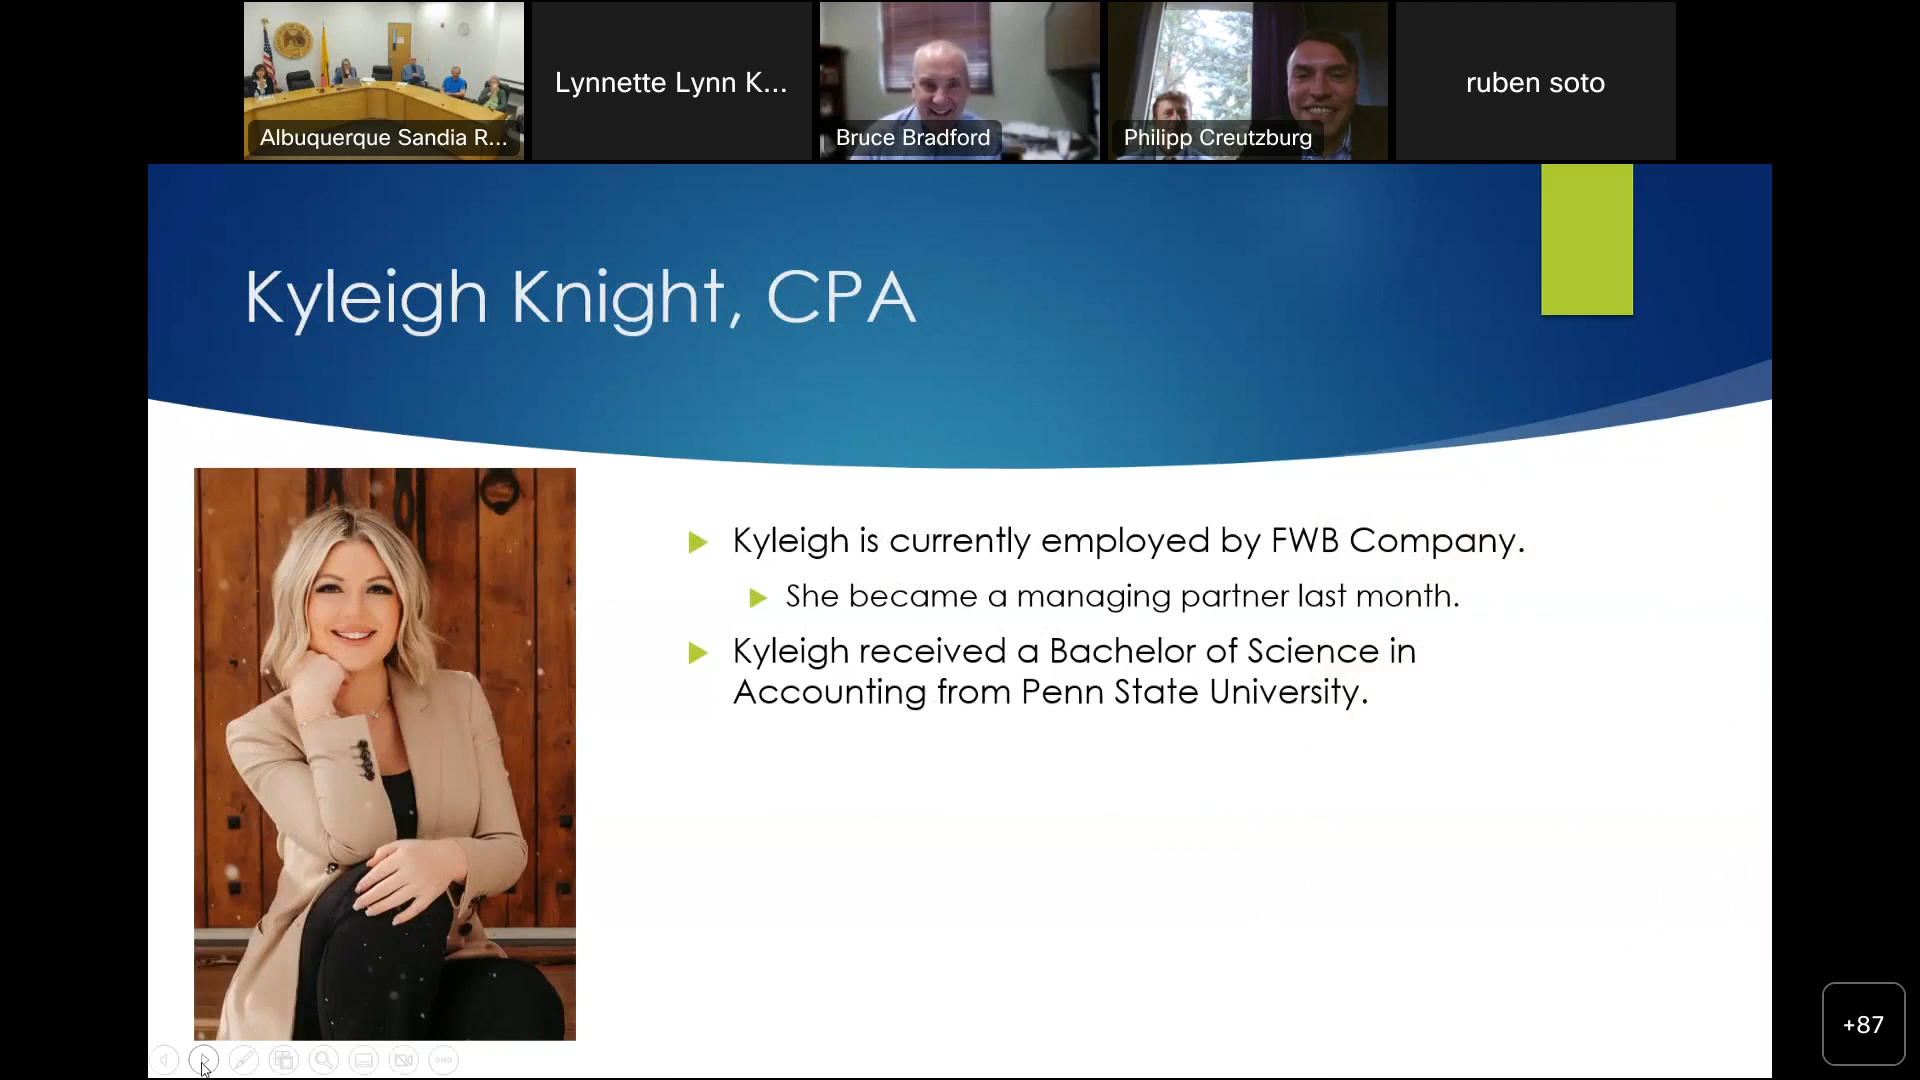 Albuquerque Sandia R...
Lynnette Lynn K...
Bruce Bradford
Philipp Creutzburg
ruben soto
Kyleigh Knight, CPA
Kyleigh is currently employed by FWB Company.
She became a managing partner last month.
Kyleigh received a Bachelor of Science in
Accounting from Penn State University.
+87